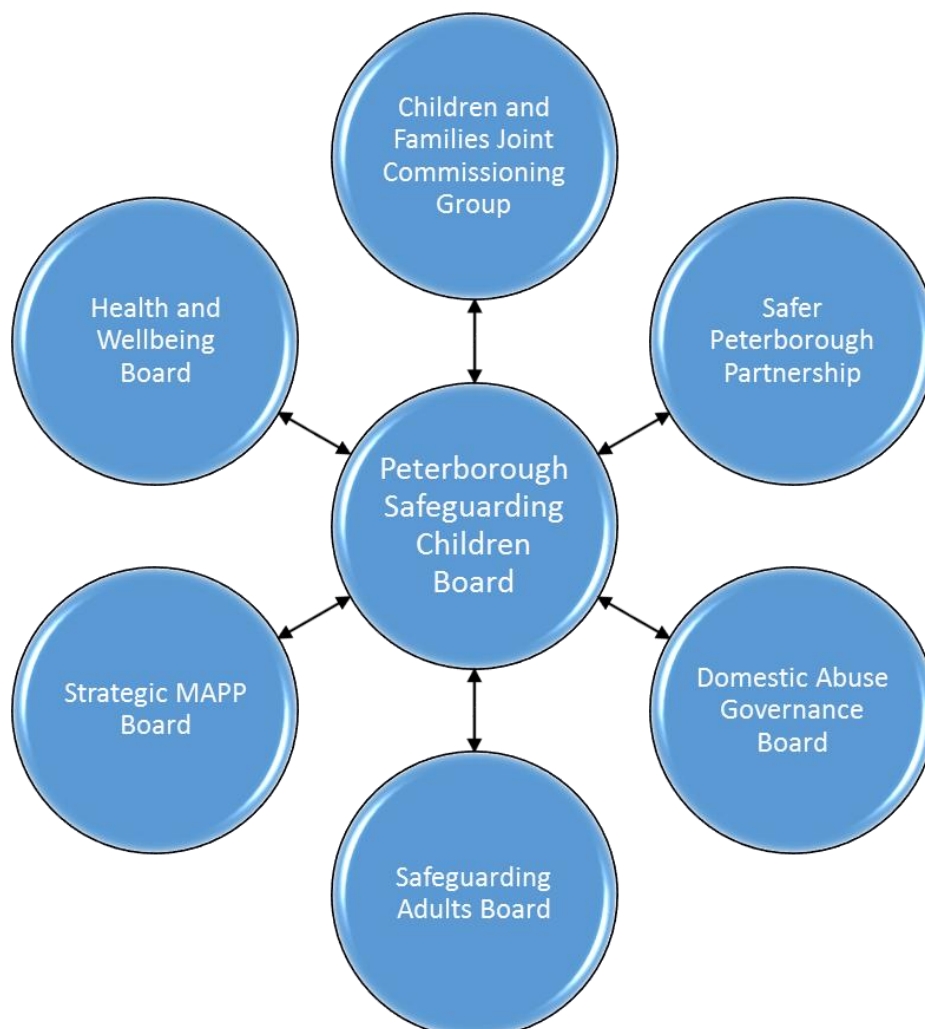 Children and
Families Joint
Commissioning
Group
Health and
Wellbeing
Board
Safer
Peterborough
Partnership
Peterborough
Safeguarding
Children
Board
Strategic MAPP
Board
Domestic Abuse
Governance
Board
Safeguarding
Adults Board